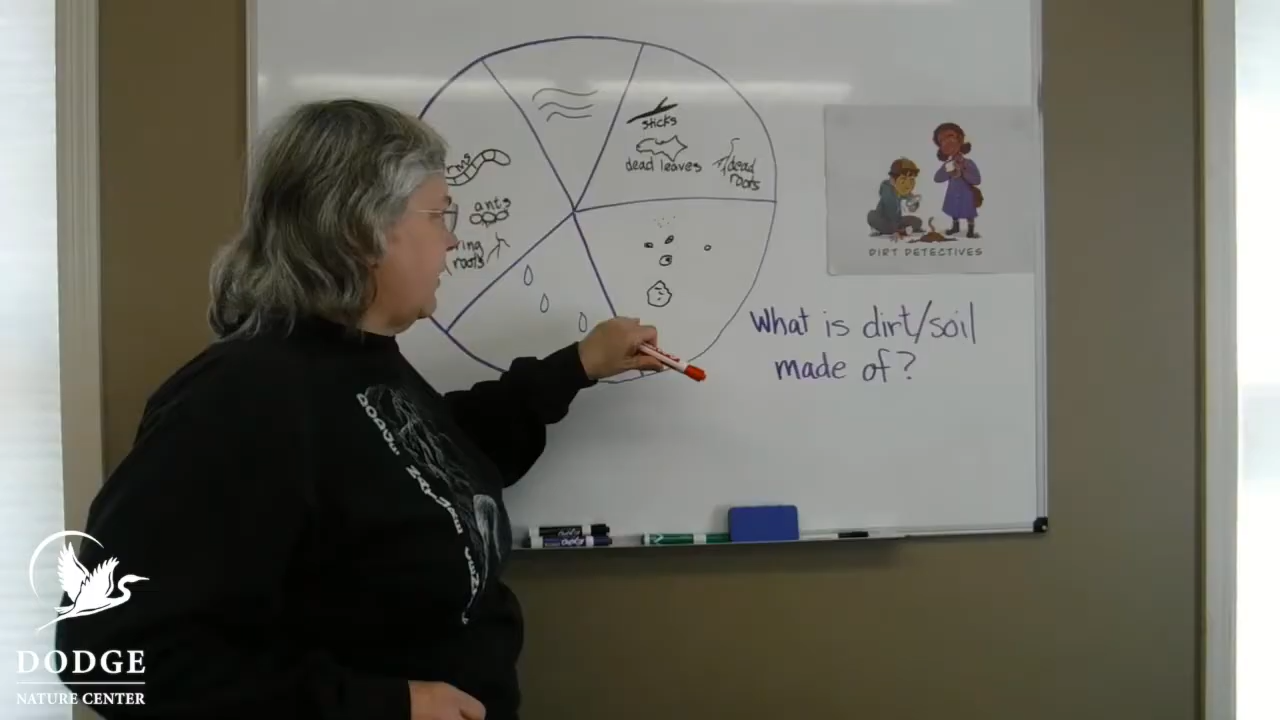 sticks
dead leaves
dead
roots
ants
roots
DIRT DETECTIVES
What is dirt/soil
made of?
DODGE
NATURE CENTER